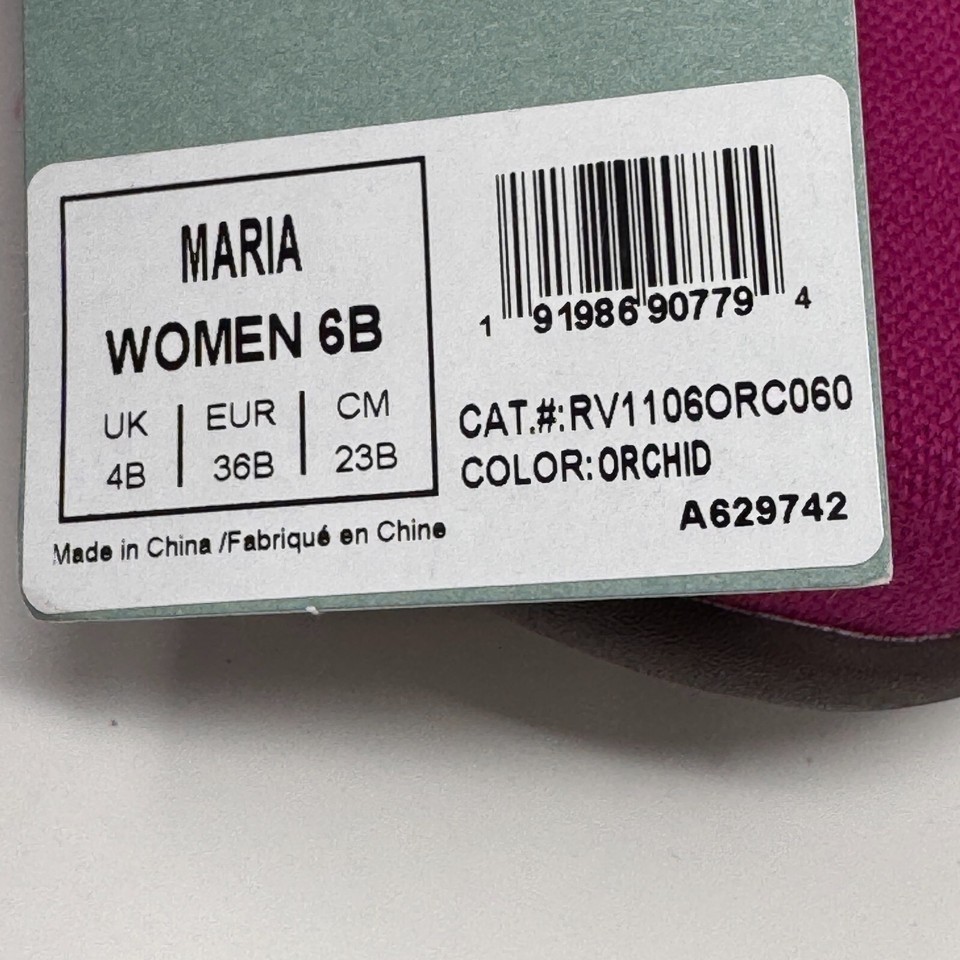 MARIA
WOMEN 6B
UK | EUR | CM
4B | 36B | 23B
Made in China /Fabriqué en Chine
1 91986 90779 4
CAT.#:RV1106ORC060
COLOR:ORCHID
A629742